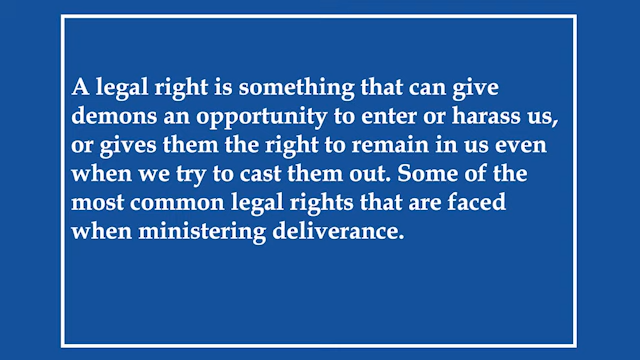 A legal right is something that can give
demons an opportunity to enter or harass us,
or gives them the right to remain in us even
when we try to cast them out. Some of the
most common legal rights that are faced
when ministering deliverance.